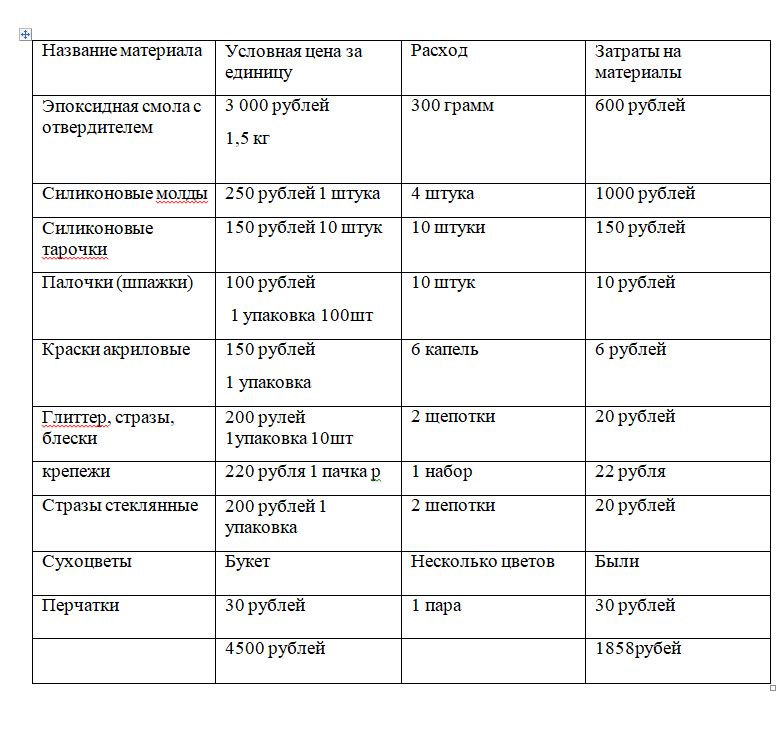 Название материала
Условная цена за
единицу
Расход
Затраты на
материалы
Эпоксидная смола с
отвердителем
3 000 рублей
1,5 кг
300 грамм
600 рублей
Силиконовые молды
250 рублей 1 штука
4 штука
1000 рублей
Силиконовые
тарочки
150 рублей 10 штук
10 штуки
150 рублей
Палочки (шпажки)
100 рублей
1 упаковка 100шт
10 штук
10 рублей
Краски акриловые
150 рублей
1 упаковка
6 капель
6 рублей
Глиттер, стразы,
блески
200 рулей
1упаковка 10шт
2 щепотки
20 рублей
крепежи
220 рубля 1 пачка р
1 набор
22 рубля
Стразы стеклянные
200 рублей 1
упаковка
2 щепотки
20 рублей
Сухоцветы
Букет
Несколько цветов
Были
Перчатки
30 рублей
1 пара
30 рублей
4500 рублей
1858рубей